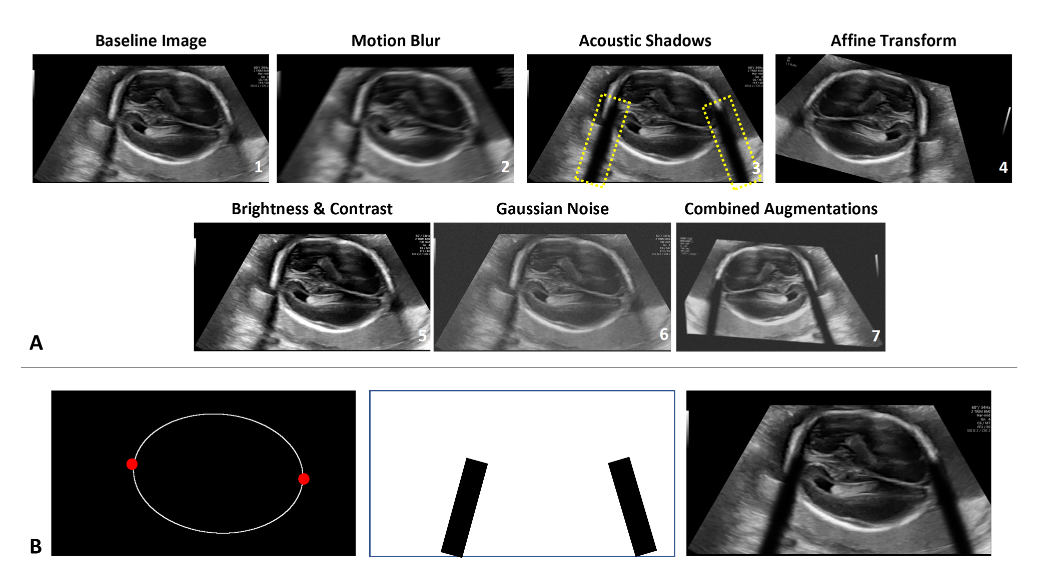 Baseline Image
Motion Blur
Acoustic Shadows
Affine Transform
1
2
3
4
Brightness & Contrast
Gaussian Noise
Combined Augmentations
5
6
7
A
B